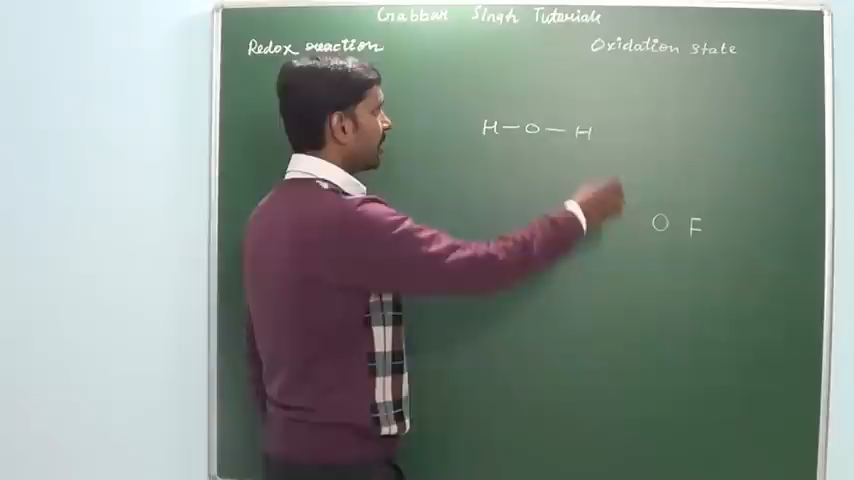 Gabbar Singh Tutorials
Redox reaction
Oxidation state
H—O—H
O F